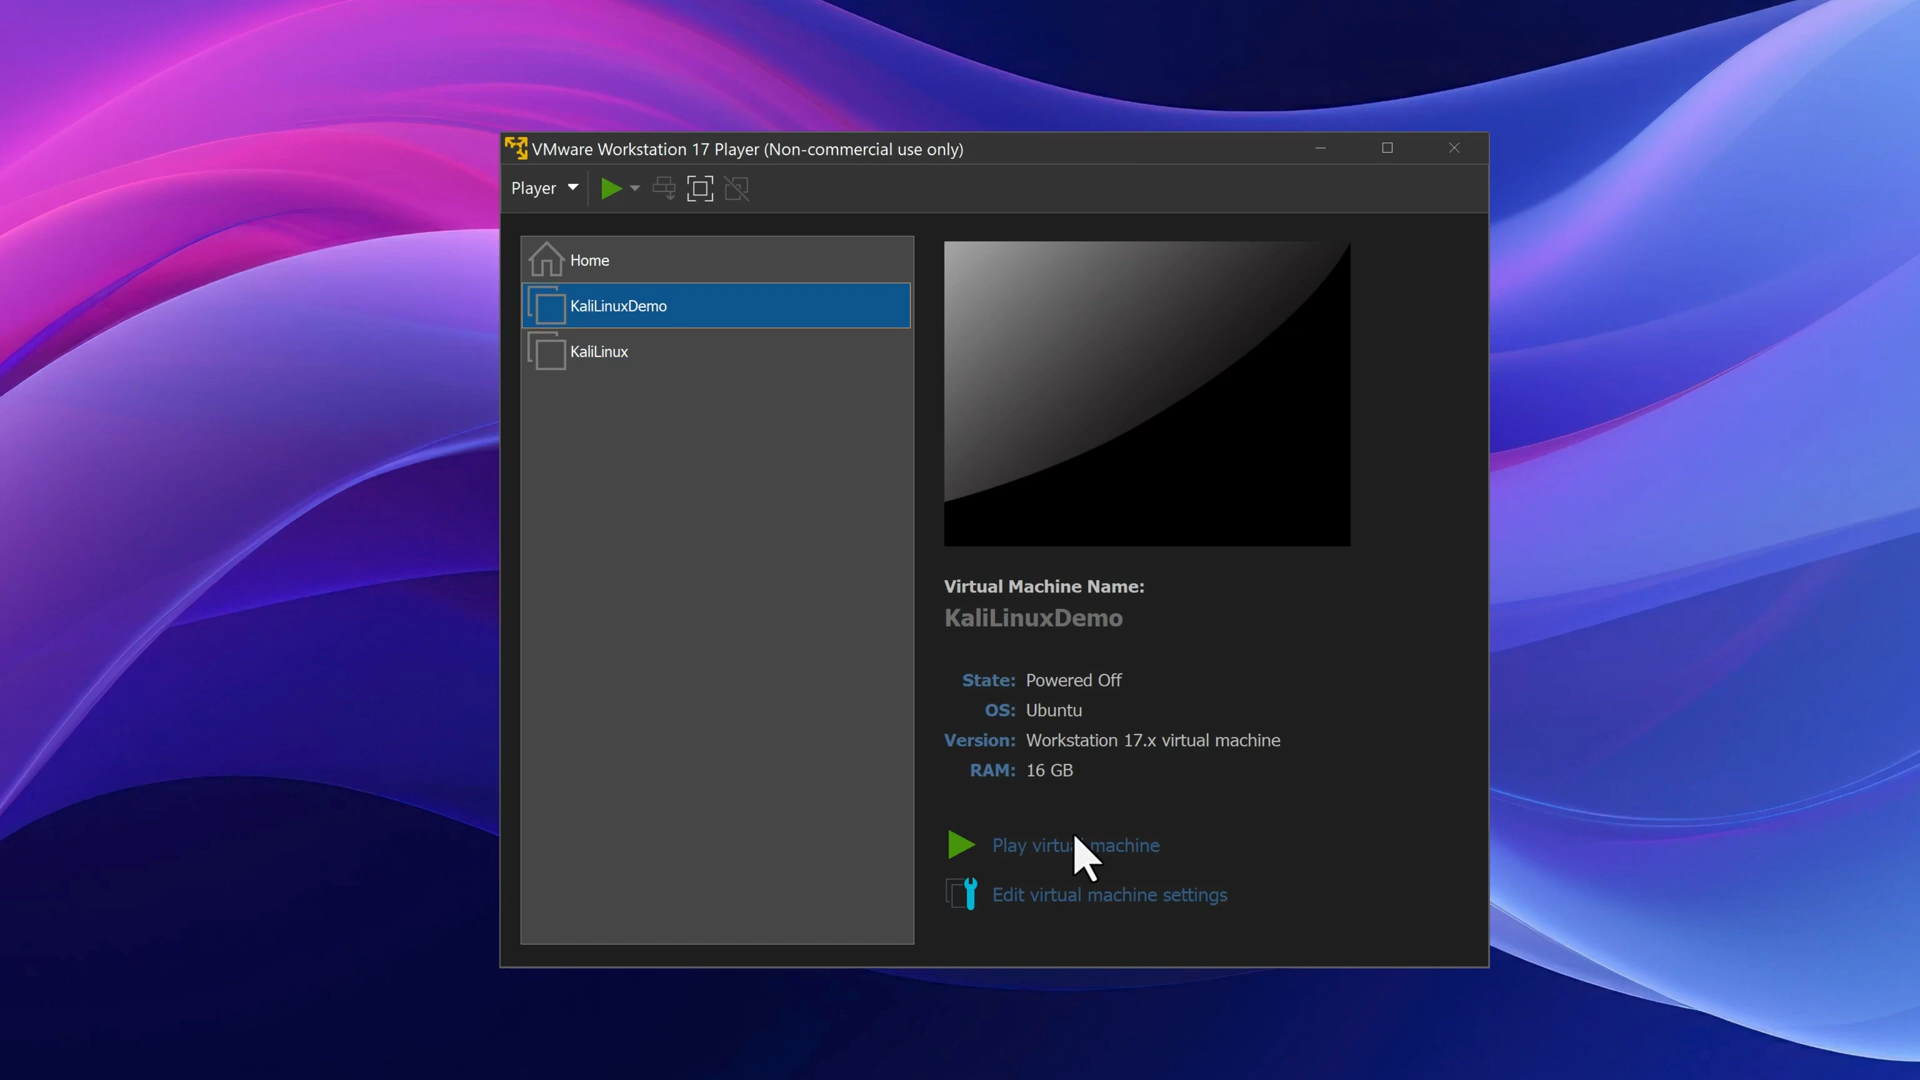 VMware Workstation 17 Player (Non-commercial use only)
Player
Home
KaliLinuxDemo
KaliLinux
Virtual Machine Name:
KaliLinuxDemo
State: Powered Off
OS: Ubuntu
Version: Workstation 17.x virtual machine
RAM: 16 GB
Play virtual machine
Edit virtual machine settings